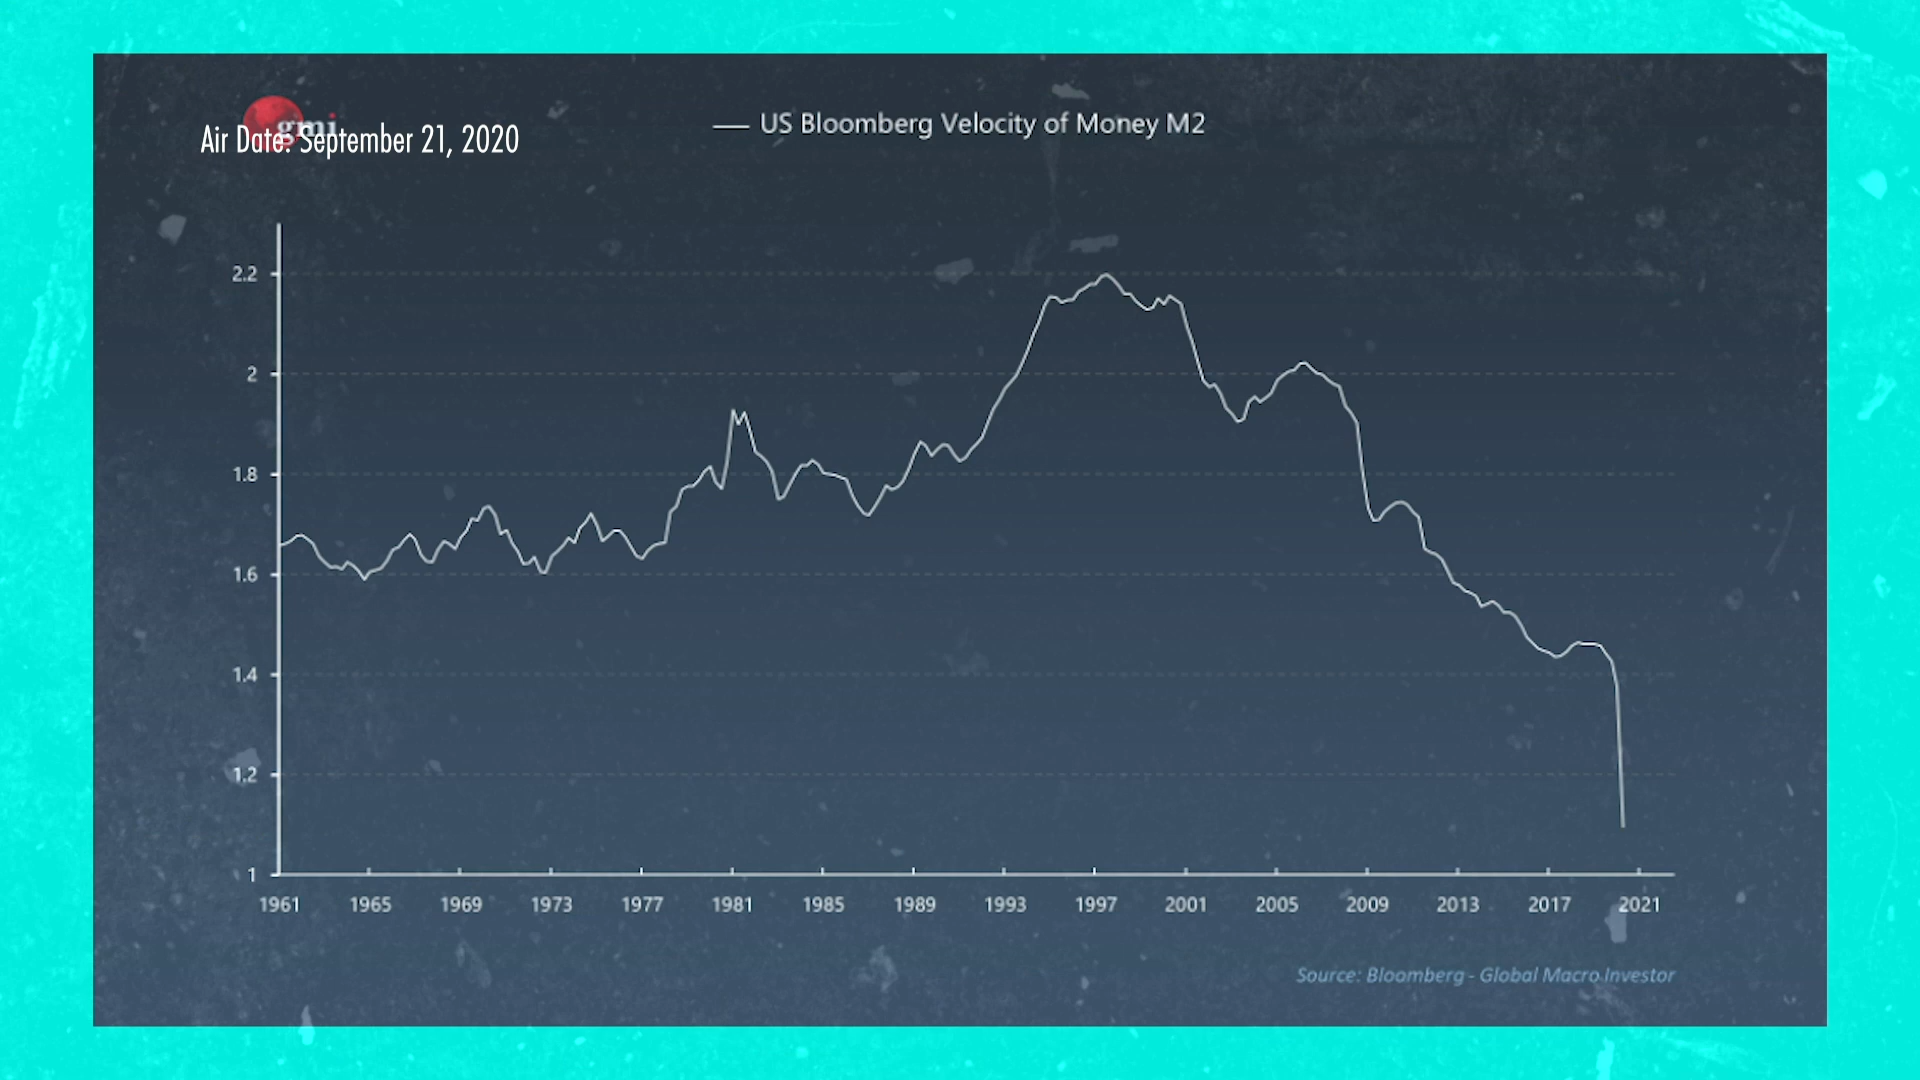 gmi
Air Date: September 21, 2020
US Bloomberg Velocity of Money M2
2.2
2
1.8
1.6
1.4
1.2
1
1961 1965 1969 1973 1977 1981 1985 1989 1993 1997 2001 2005 2009 2013 2017 2021
Source: Bloomberg - Global Macro Investor